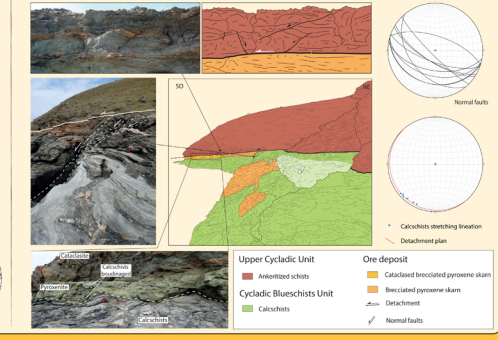 Normal faults
SO
NE
Calcschists stretching lineation
Detachment plan
Cataclasite
Calcschists
boudinaged
Pyroxenite
Calcschists
Upper Cycladic Unit
Ankeritized schists
Cycladic Blueschists Unit
Calcschists
Ore deposit
Cataclased brecciated pyroxene skarn
Brecciated pyroxene skarn
Detachment
Normal faults